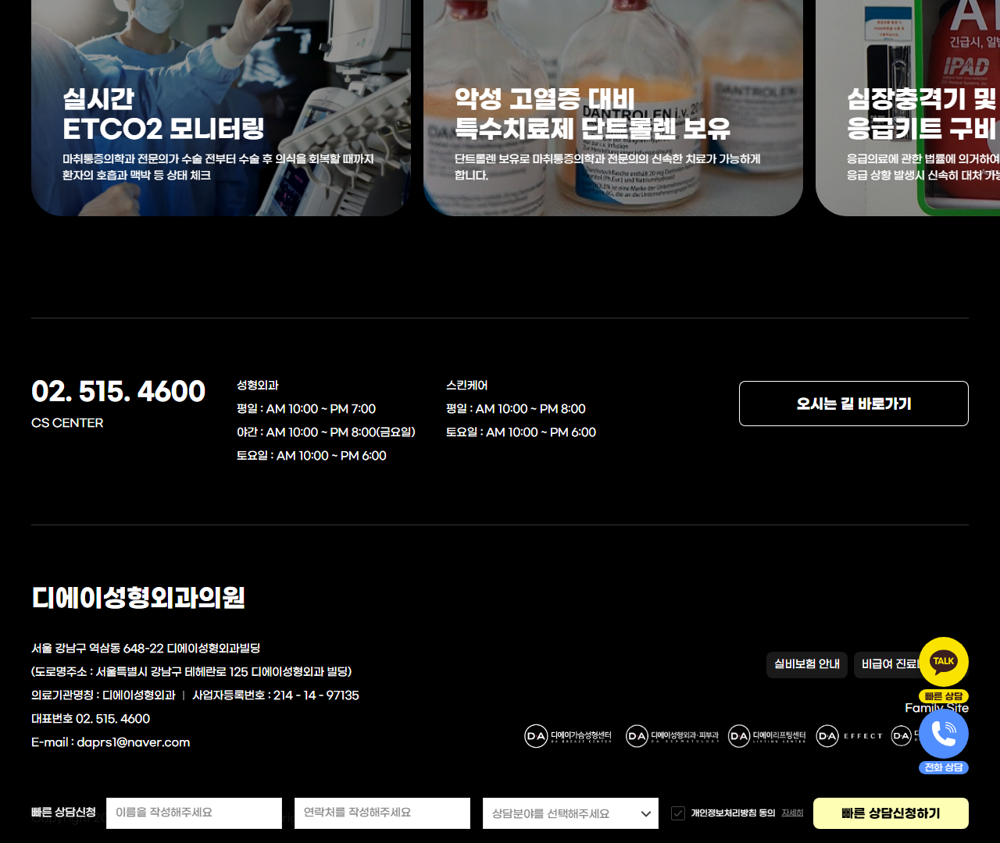 실시간
ETCO2 모니터링
마취통증의학과 전문의가 수술 전부터 수술 후 의식을 회복할 때까지
환자의 호흡과 맥박 등 상태 체크
DANTROLEN
DANTROLEN i.v. 20
악성 고열증 대비
특수치료제 단트롤렌 보유
단트롤렌 보유로 마취통증의학과 전문의의 신속한 치료가 가능하게
합니다.
긴급시, 일반
IPAD
심장충격기 및
응급키트 구비
응급의료에 관한 법률에 의거하여
응급 상황 발생시 신속히 대처 가능
02. 515. 4600
CS CENTER
성형외과
평일 : AM 10:00 ~ PM 7:00
야간 : AM 10:00 ~ PM 8:00(금요일)
토요일 : AM 10:00 ~ PM 6:00
스킨케어
평일 : AM 10:00 ~ PM 8:00
토요일 : AM 10:00 ~ PM 6:00
오시는 길 바로가기
디에이성형외과의원
서울 강남구 역삼동 648-22 디에이성형외과빌딩
(도로명주소 : 서울특별시 강남구 테헤란로 125 디에이성형외과 빌딩)
의료기관명칭 : 디에이성형외과 | 사업자등록번호 : 214 - 14 - 97135
대표번호 02. 515. 4600
E-mail : daprs1@naver.com
실비보험 안내
비급여 진료
TALK
빠른 상담
Family Site
전화 상담
D·A 디에이가슴성형센터
DA BREAST CENTER
D·A 디에이성형외과·피부과
DA DERMATOLOGY
D·A 디에이리프팅센터
LIFTING CENTER
D·A EFFECT
D·A
빠른 상담신청
이름을 작성해주세요
연락처를 작성해주세요
상담분야를 선택해주세요
개인정보처리방침 동의 자세히
빠른 상담신청하기